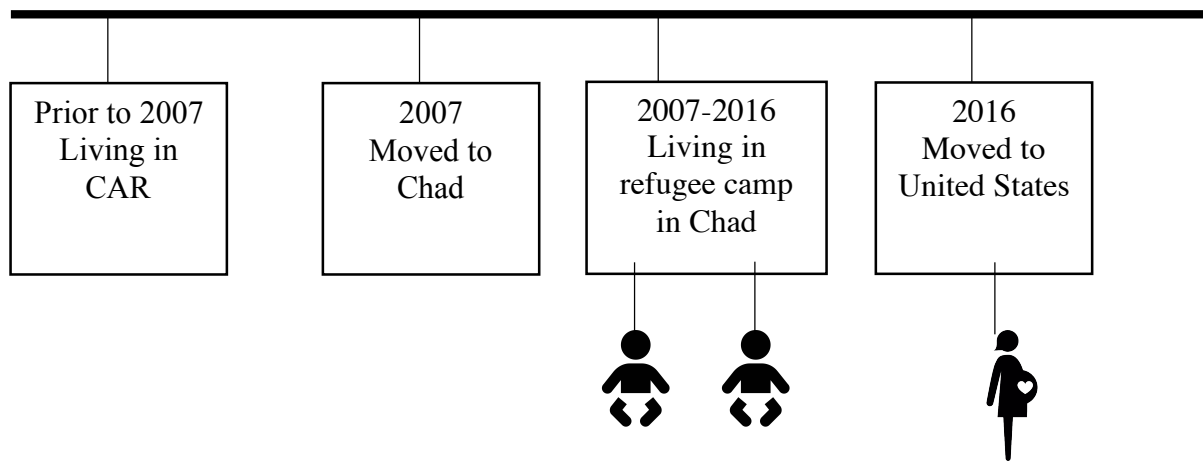 Prior to 2007
Living in
CAR
2007
Moved to
Chad
2007-2016
Living in
refugee camp
in Chad
2016
Moved to
United States